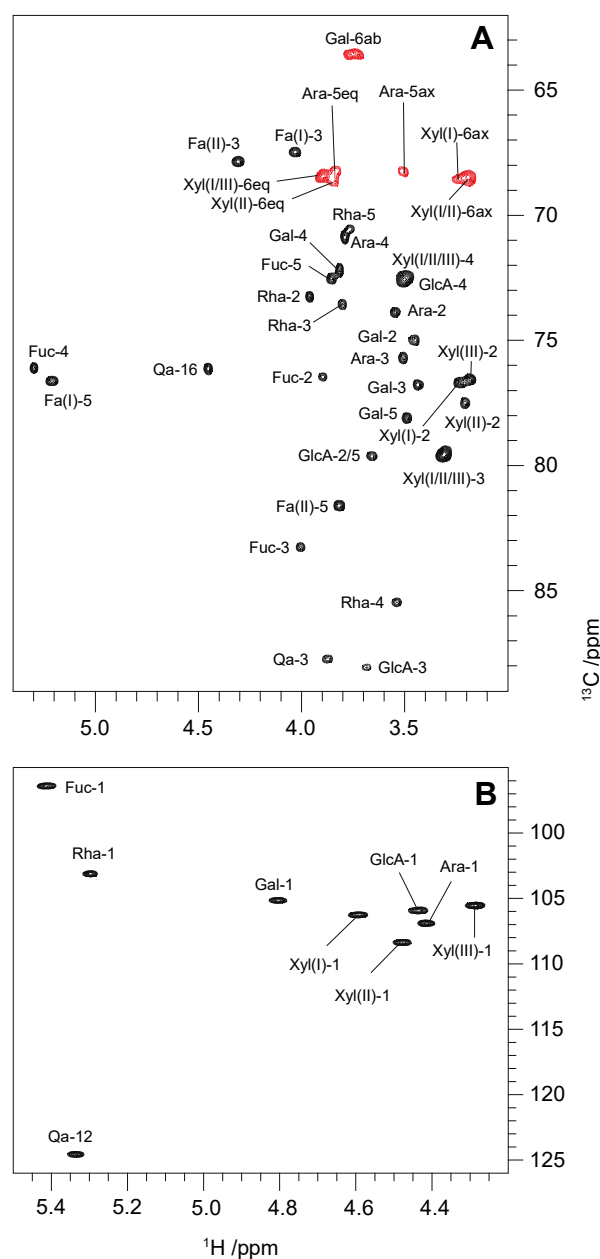 A
Gal-6ab
65
Ara-5eq
Ara-5ax
Fa(I)-3
Fa(II)-3
Xyl(I)-6ax
Xyl(I/III)-6eq
Xyl(II)-6eq
Xyl(I/II)-6ax
70
Rha-5
Gal-4
Ara-4
Xyl(I/II/III)-4
Fuc-5
GlcA-4
Rha-2
Ara-2
Rha-3
75
Gal-2
Xyl(III)-2
Fuc-4
Qa-16
Ara-3
Fuc-2
Gal-3
Fa(I)-5
Gal-5
Xyl(II)-2
Xyl(I)-2
GlcA-2/5
80
Xyl(I/II/III)-3
Fa(II)-5
Fuc-3
85
Rha-4
Qa-3
GlcA-3
5.0 4.5 4.0 3.5
13C /ppm
B
Fuc-1
100
Rha-1
GlcA-1
Ara-1
Gal-1
105
Xyl(I)-1
Xyl(III)-1
110
Xyl(II)-1
115
120
Qa-12
125
5.4 5.2 5.0 4.8 4.6 4.4
1H /ppm